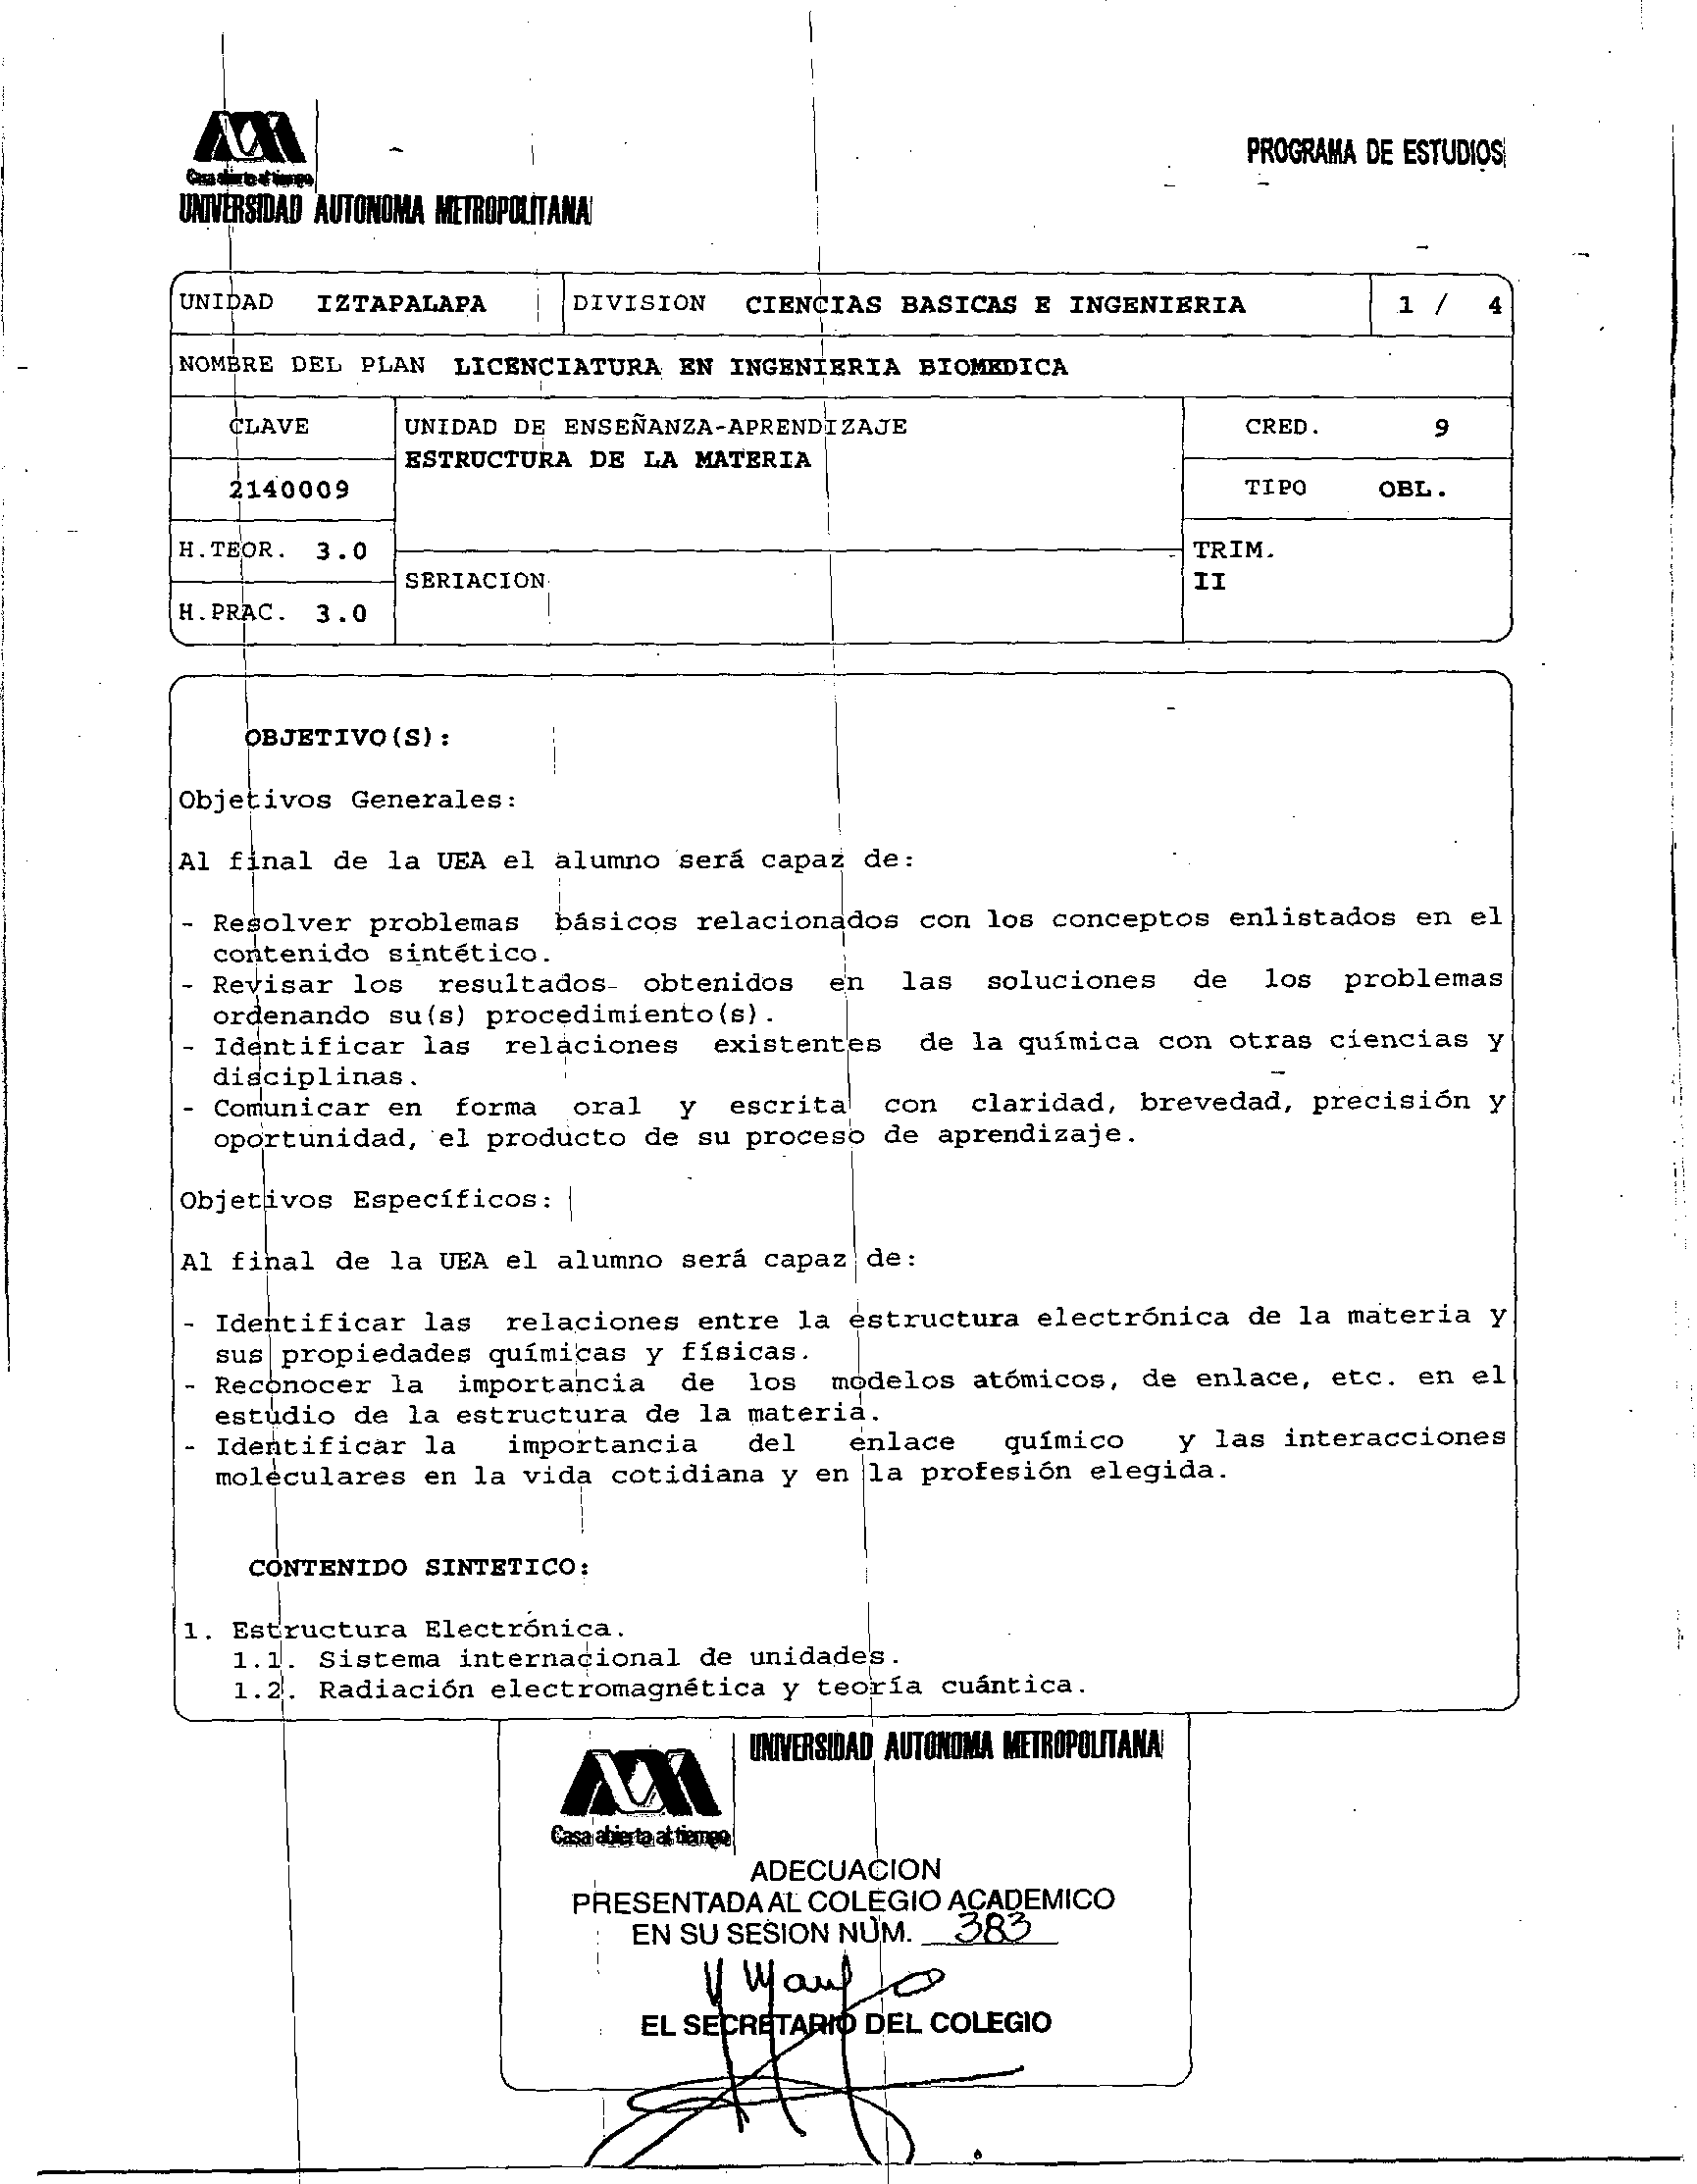 Casa abierta al tiempo
UNIVERSIDAD AUTONOMA METROPOLITANA
PROGRAMA DE ESTUDIOS
UNIDAD IZTAPALAPA DIVISION CIENCIAS BASICAS E INGENIERIA 1 / 4
NOMBRE DEL PLAN LICENCIATURA EN INGENIERIA BIOMEDICA
CLAVE UNIDAD DE ENSEÑANZA-APRENDIZAJE CRED. 9
ESTRUCTURA DE LA MATERIA
2140009 TIPO OBL.
H.TEOR. 3.0 TRIM.
SERIACION II
H.PRAC. 3.0
OBJETIVO(S):
Objetivos Generales:
Al final de la UEA el alumno será capaz de:
- Resolver problemas básicos relacionados con los conceptos enlistados en el
contenido sintético.
- Revisar los resultados obtenidos en las soluciones de los problemas
ordenando su(s) procedimiento(s).
- Identificar las relaciones existentes de la química con otras ciencias y
disciplinas.
- Comunicar en forma oral y escrita con claridad, brevedad, precisión y
oportunidad, el producto de su proceso de aprendizaje.
Objetivos Específicos:
Al final de la UEA el alumno será capaz de:
- Identificar las relaciones entre la estructura electrónica de la materia y
sus propiedades químicas y físicas.
- Reconocer la importancia de los modelos atómicos, de enlace, etc. en el
estudio de la estructura de la materia.
- Identificar la importancia del enlace químico y las interacciones
moleculares en la vida cotidiana y en la profesión elegida.
CONTENIDO SINTETICO:
1. Estructura Electrónica.
1.1. Sistema internacional de unidades.
1.2. Radiación electromagnética y teoría cuántica.
UNIVERSIDAD AUTONOMA METROPOLITANA
Casa abierta al tiempo
ADECUACION
PRESENTADA AL COLEGIO ACADEMICO
EN SU SESION NUM. 383
EL SECRETARIO DEL COLEGIO